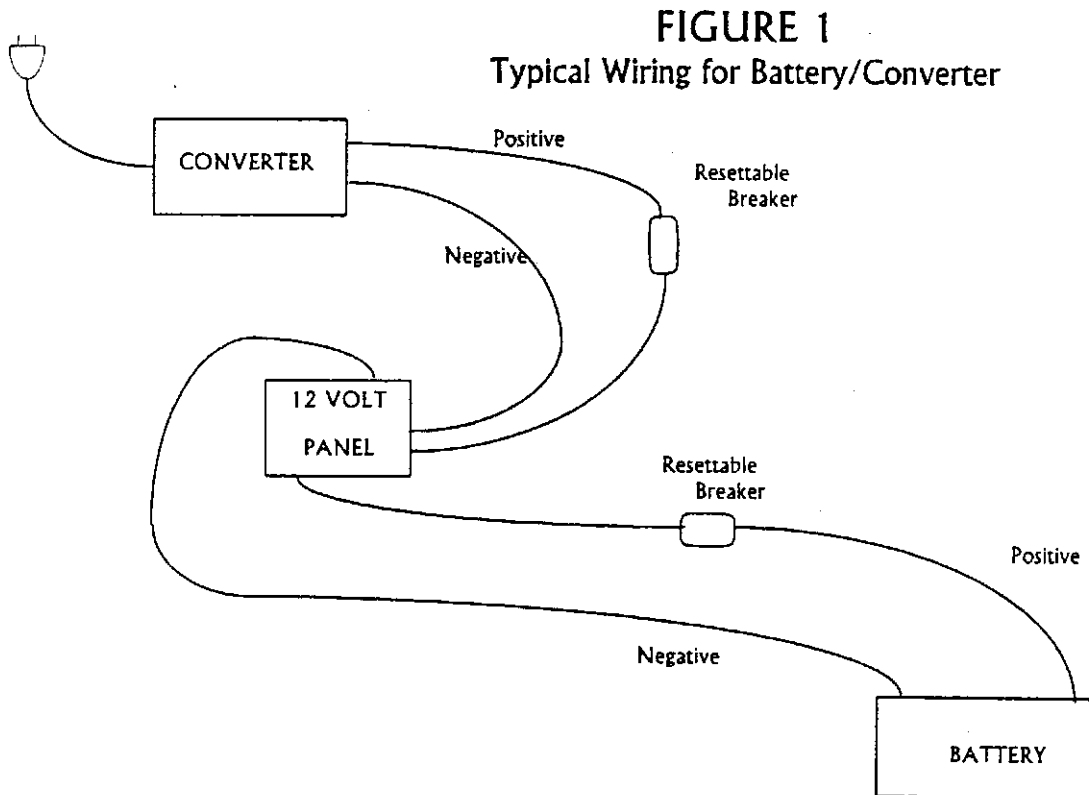 FIGURE 1
Typical Wiring for Battery/Converter
CONVERTER
Positive
Resettable
Breaker
Negative
12 VOLT
PANEL
Resettable
Breaker
Positive
Negative
BATTERY